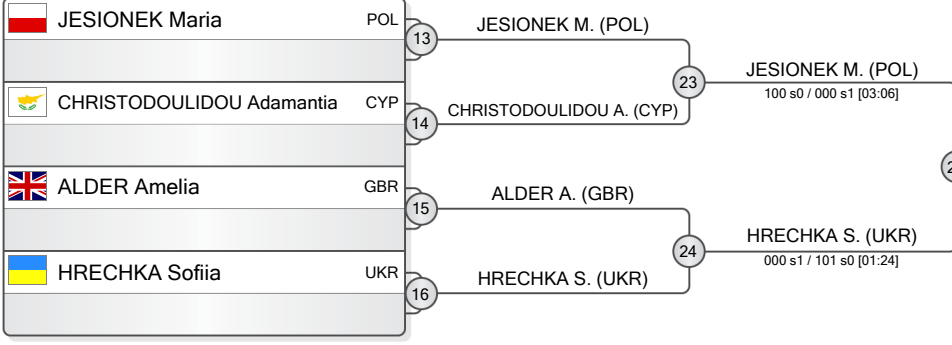 JESIONEK Maria POL
13
JESIONEK M. (POL)
23
JESIONEK M. (POL)
100 s0 / 000 s1 [03:06]
CHRISTODOULIDOU Adamantia CYP
14
CHRISTODOULIDOU A. (CYP)
ALDER Amelia GBR
15
ALDER A. (GBR)
24
HRECHKA S. (UKR)
000 s1 / 101 s0 [01:24]
HRECHKA Sofiia UKR
16
HRECHKA S. (UKR)